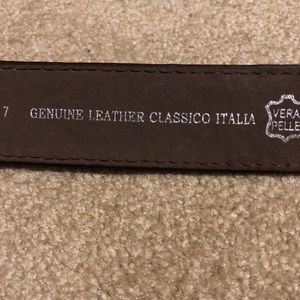 7 GENUINE LEATHER CLASSICO ITALIA
VERA
PELLE